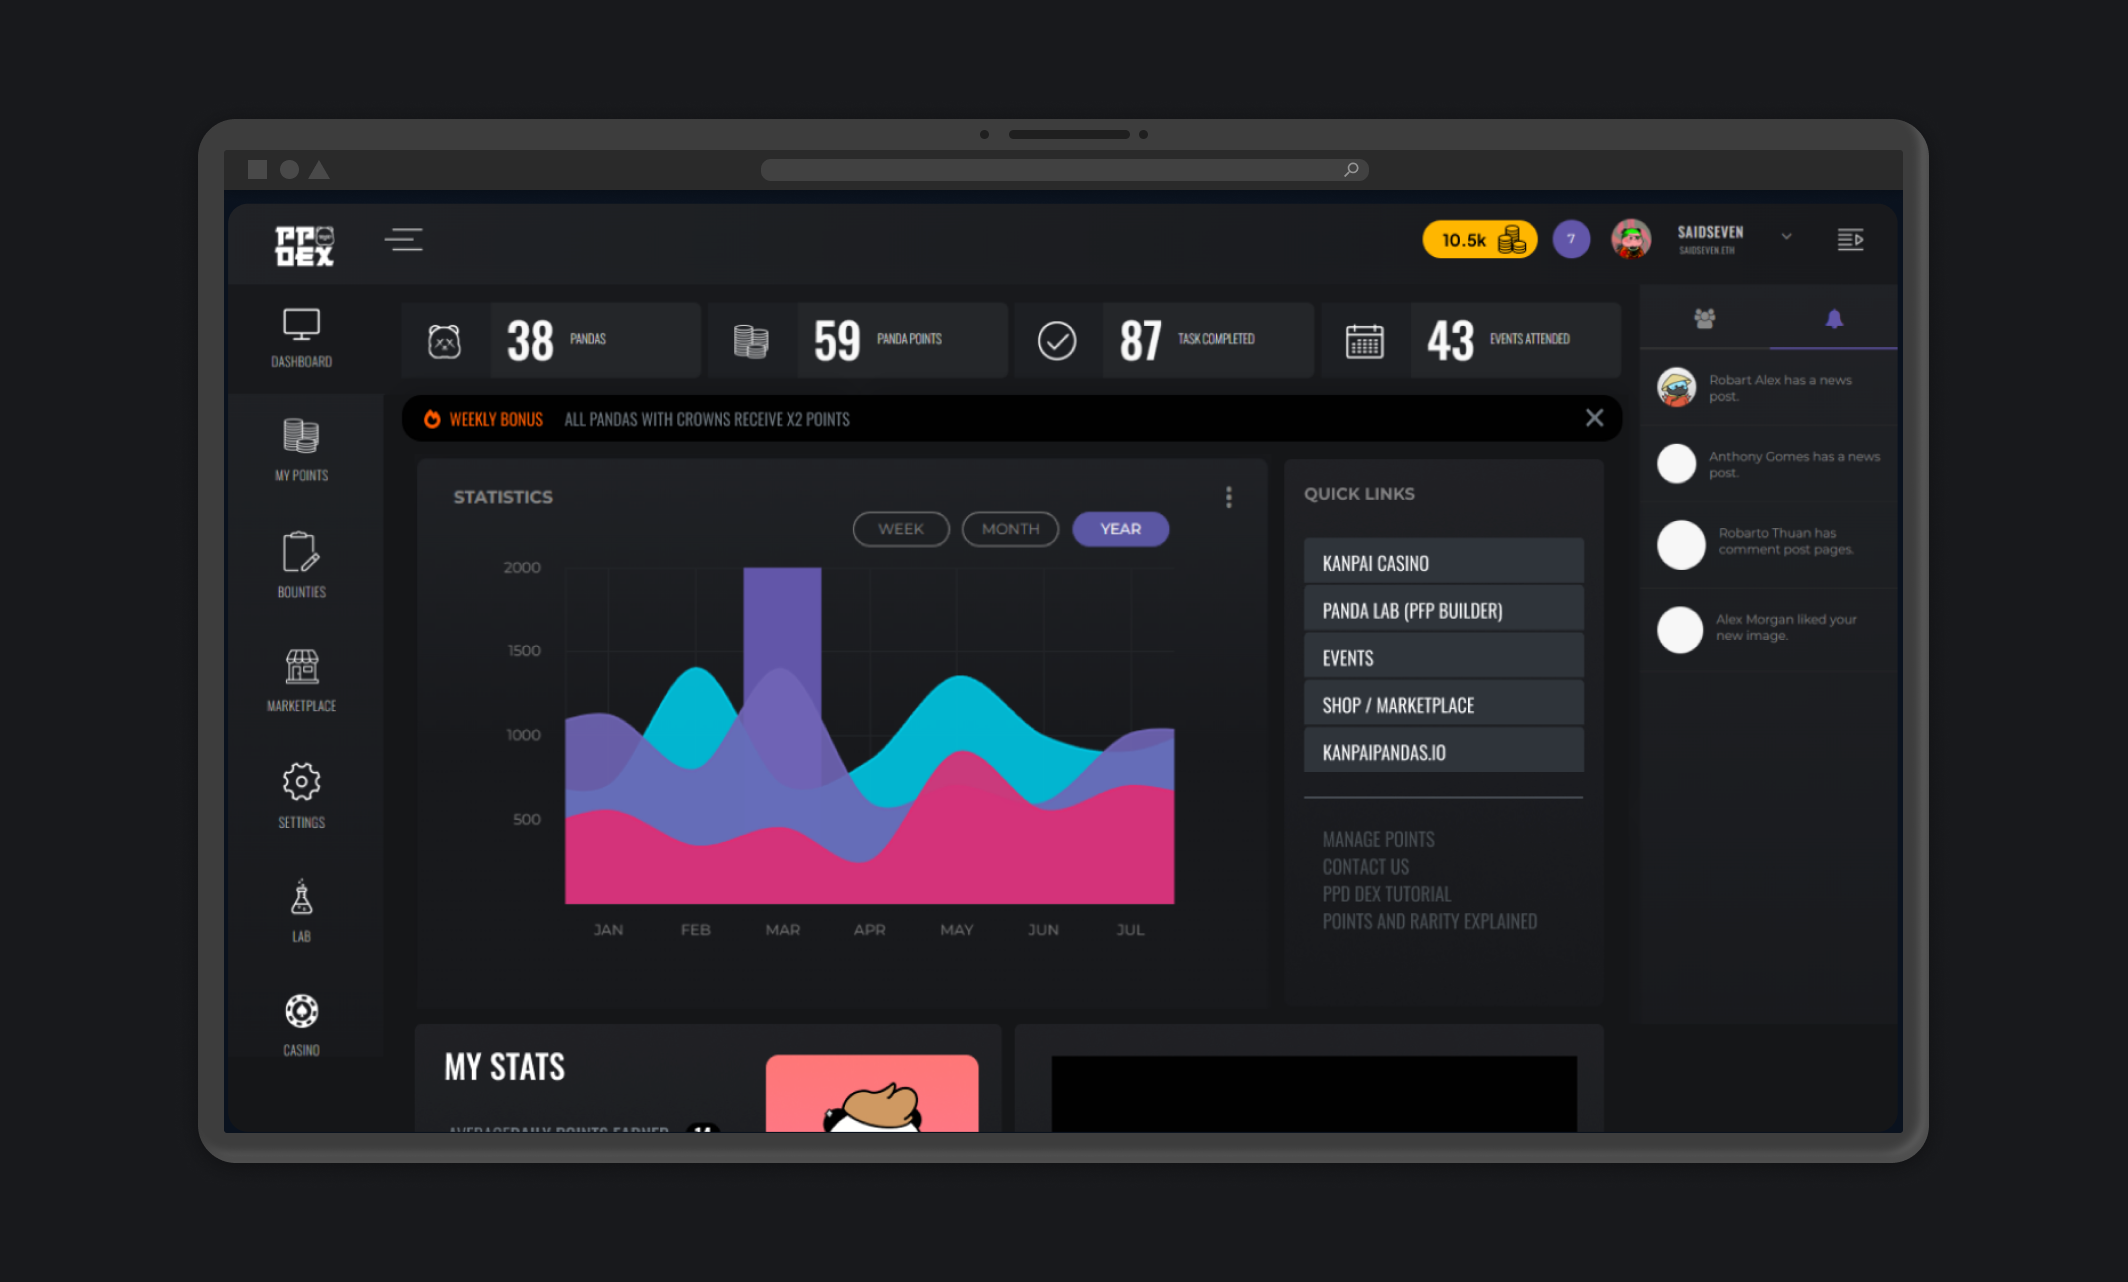 PP
DEX
10.5k
7
SAIDSEVEN
SAIDSEVEN.ETH
DASHBOARD
MY POINTS
BOUNTIES
MARKETPLACE
SETTINGS
LAB
CASINO
38 PANDAS
59 PANDA POINTS
87 TASK COMPLETED
43 EVENTS ATTENDED
WEEKLY BONUS ALL PANDAS WITH CROWNS RECEIVE X2 POINTS
STATISTICS
WEEK MONTH YEAR
2000
1500
1000
500
JAN FEB MAR APR MAY JUN JUL
QUICK LINKS
KANPAI CASINO
PANDA LAB (PFP BUILDER)
EVENTS
SHOP / MARKETPLACE
KANPAIPANDAS.IO
MANAGE POINTS
CONTACT US
PPD DEX TUTORIAL
POINTS AND RARITY EXPLAINED
Robart Alex has a news
post.
Anthony Gomes has a news
post.
Robarto Thuan has
comment post pages.
Alex Morgan liked your
new image.
MY STATS
AVERAGEDAILY POINTS EARNED 14